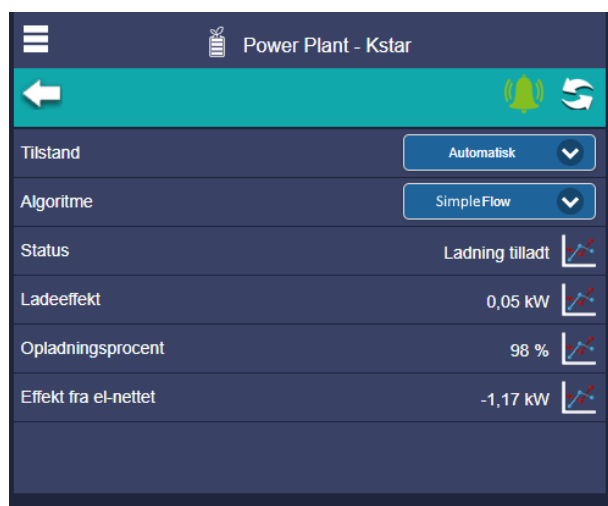 Power Plant - Kstar
Tilstand Automatisk
Algoritme SimpleFlow
Status Ladning tilladt
Ladeeffekt 0,05 kW
Opladningsprocent 98 %
Effekt fra el-nettet -1,17 kW